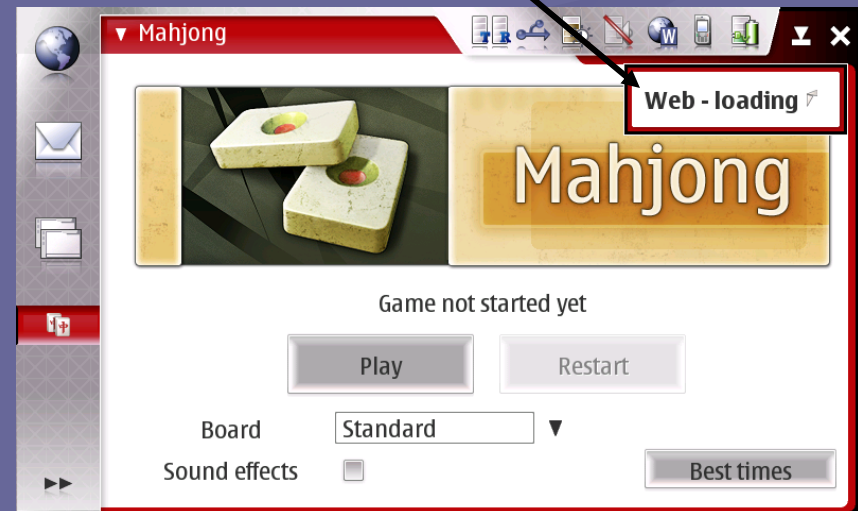 Mahjong
T R W
Web - loading
Mahjong
Game not started yet
Play Restart
Board Standard
Sound effects
Best times